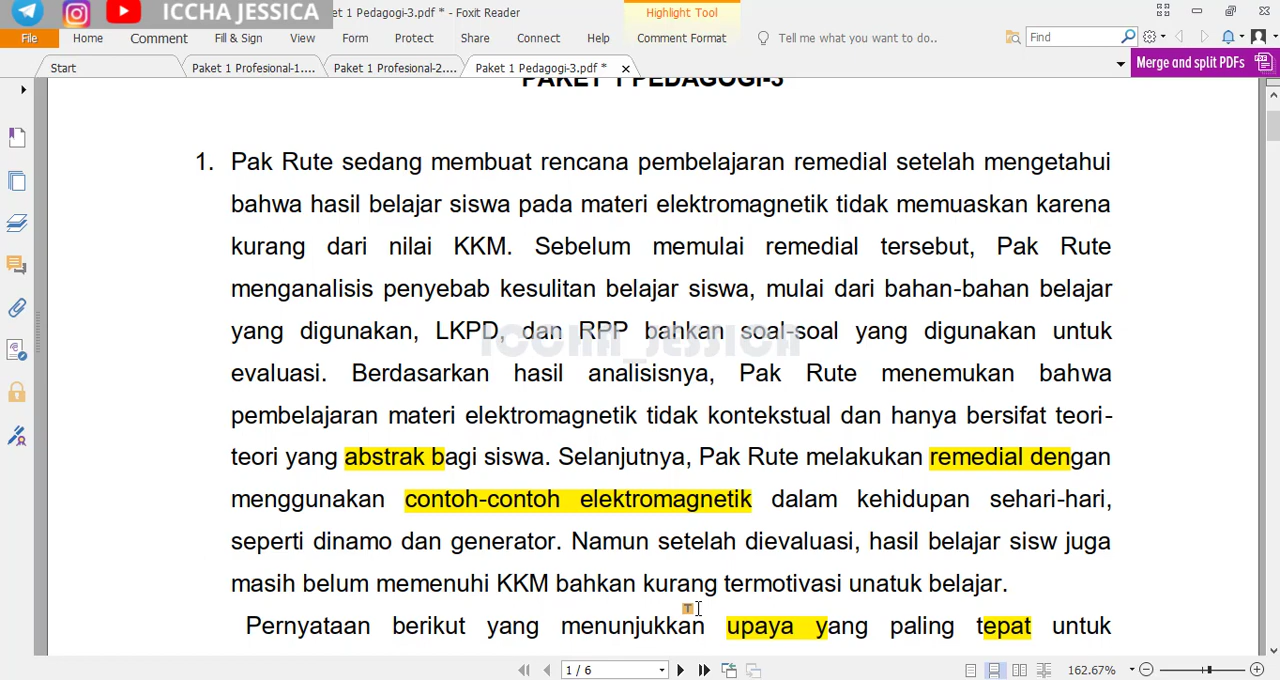 ICCHA JESSICA
et 1 Pedagogi-3.pdf * - Foxit Reader
Highlight Tool
File Home Comment Fill & Sign View Form Protect Share Connect Help Comment Format Tell me what you want to do.. Find
Start Paket 1 Profesional-1.... Paket 1 Profesional-2.... Paket 1 Pedagogi-3.pdf * Merge and split PDFs
PAKET 1 PEDAGOGI-3
1. Pak Rute sedang membuat rencana pembelajaran remedial setelah mengetahui
bahwa hasil belajar siswa pada materi elektromagnetik tidak memuaskan karena
kurang dari nilai KKM. Sebelum memulai remedial tersebut, Pak Rute
menganalisis penyebab kesulitan belajar siswa, mulai dari bahan-bahan belajar
yang digunakan, LKPD, dan RPP bahkan soal-soal yang digunakan untuk
ICCHA_JESSICA
evaluasi. Berdasarkan hasil analisisnya, Pak Rute menemukan bahwa
pembelajaran materi elektromagnetik tidak kontekstual dan hanya bersifat teori-
teori yang abstrak bagi siswa. Selanjutnya, Pak Rute melakukan remedial dengan
menggunakan contoh-contoh elektromagnetik dalam kehidupan sehari-hari,
seperti dinamo dan generator. Namun setelah dievaluasi, hasil belajar sisw juga
masih belum memenuhi KKM bahkan kurang termotivasi unatuk belajar.
Pernyataan berikut yang menunjukkan upaya yang paling tepat untuk
1 / 6
162.67%